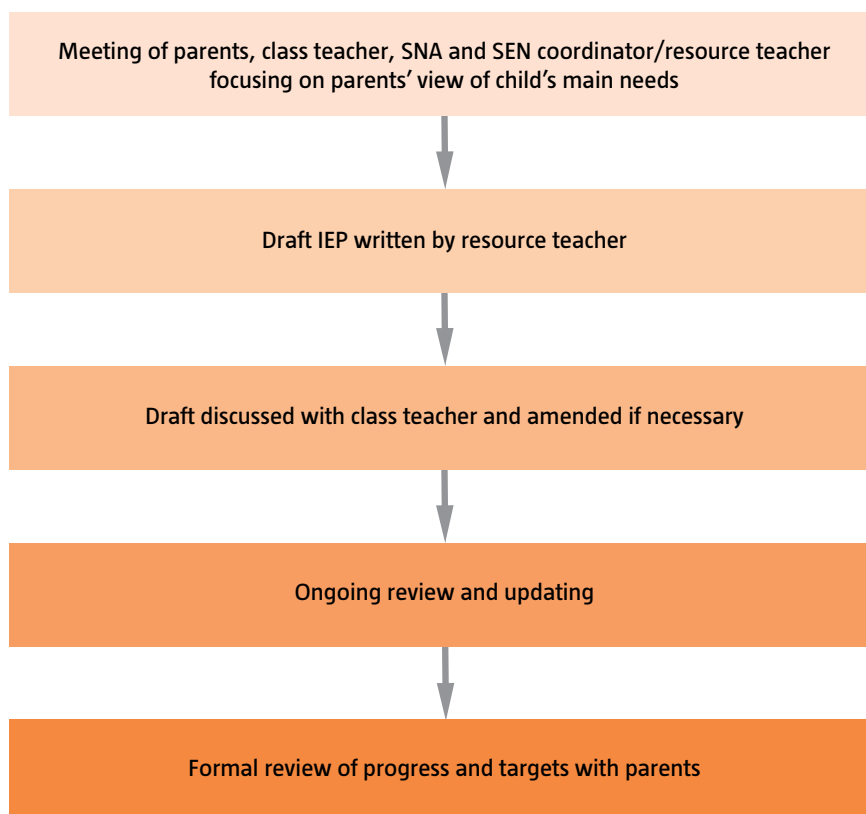 Meeting of parents, class teacher, SNA and SEN coordinator/resource teacher
focusing on parents’ view of child’s main needs
Draft IEP written by resource teacher
Draft discussed with class teacher and amended if necessary
Ongoing review and updating
Formal review of progress and targets with parents